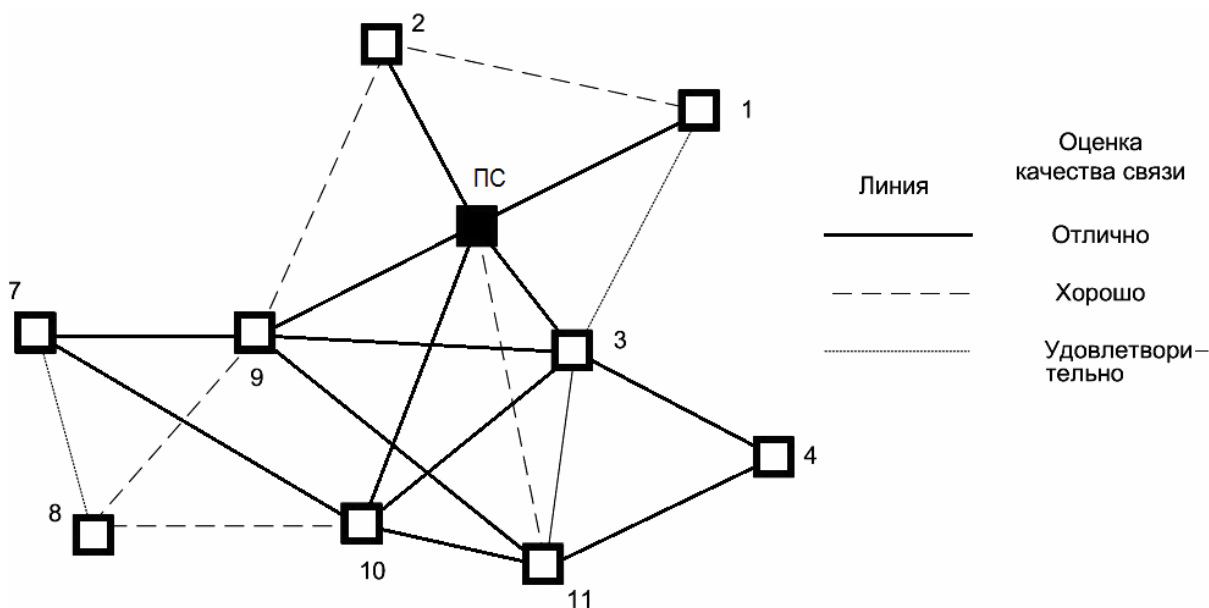 2
1
ПС
7
9
3
4
8
10
11
Оценка
качества связи
Линия
Отлично
Хорошо
Удовлетвори–
тельно